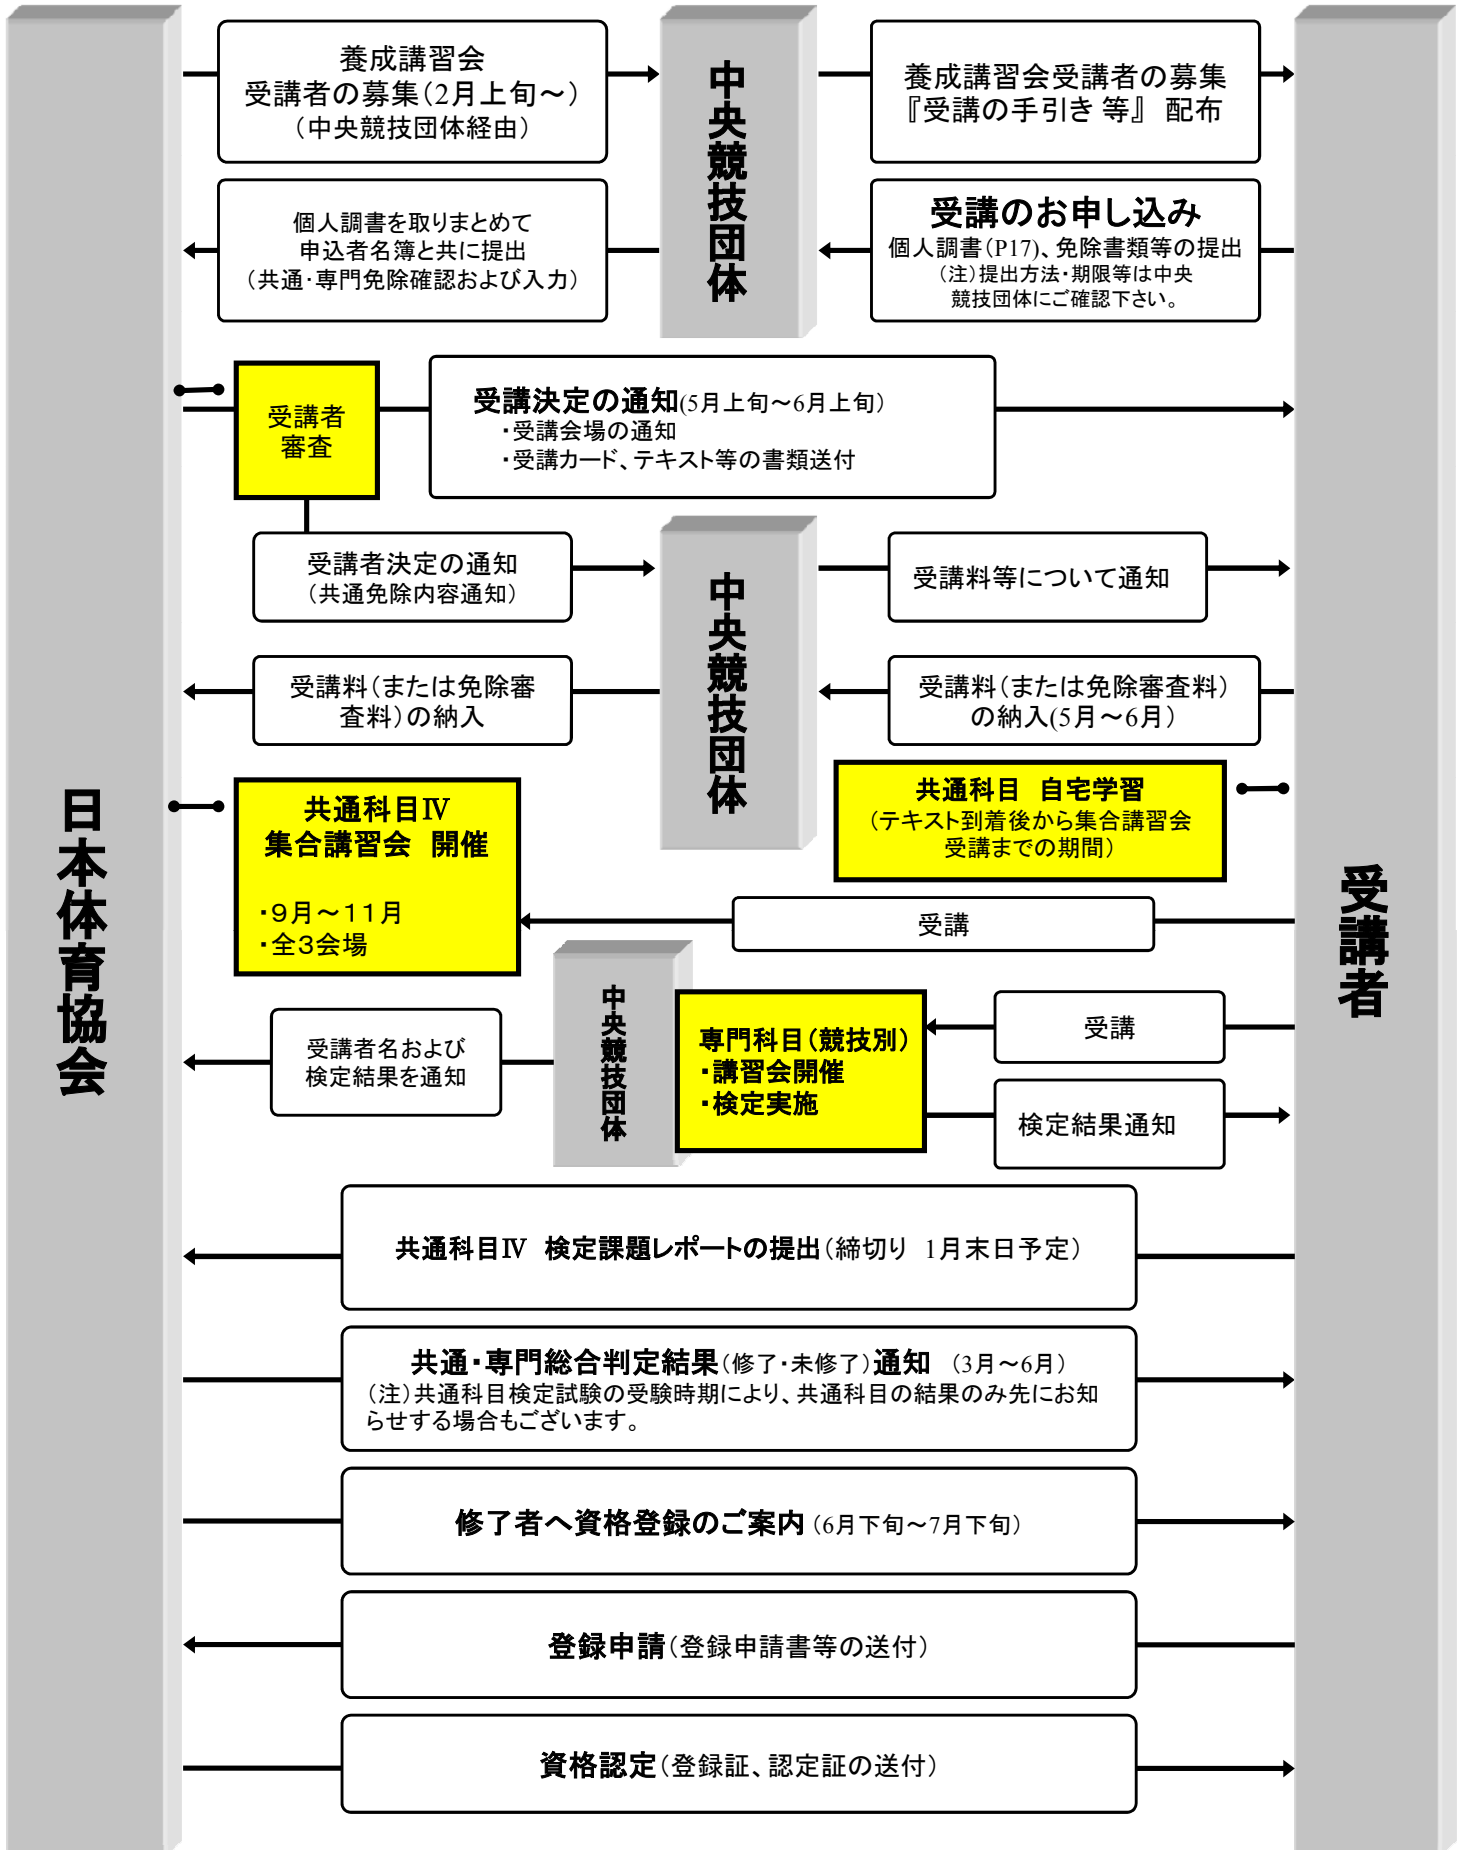 養成講習会
受講者の募集（2月上旬～）
（中央競技団体経由）
中央競技団体
養成講習会受講者の募集
『受講の手引き 等』 配布
個人調書を取りまとめて
申込者名簿と共に提出
（共通・専門免除確認および入力）
受講のお申し込み
個人調書（P17）、免除書類等の提出
（注）提出方法・期限等は中央
競技団体にご確認下さい。
受講者
審査
受講決定の通知(5月上旬～6月上旬）
・受講会場の通知
・受講カード、テキスト等の書類送付
受講者決定の通知
（共通免除内容通知）
中央競技団体
受講料等について通知
受講料（または免除審
査料）の納入
受講料（または免除審査料）
の納入(5月～6月）
日本体育協会
共通科目Ⅳ
集合講習会　開催
・９月～１１月
・全３会場
共通科目　自宅学習
（テキスト到着後から集合講習会
受講までの期間）
受講者
受講
受講者名および
検定結果を通知
中央競技団体
専門科目（競技別）
・講習会開催
・検定実施
受講
検定結果通知
共通科目Ⅳ　検定課題レポートの提出（締切り　1月末日予定）
共通・専門総合判定結果（修了・未修了）通知　（3月～6月）
（注）共通科目検定試験の受験時期により、共通科目の結果のみ先にお知
らせする場合もございます。
修了者へ資格登録のご案内（6月下旬～7月下旬）
登録申請（登録申請書等の送付）
資格認定（登録証、認定証の送付）